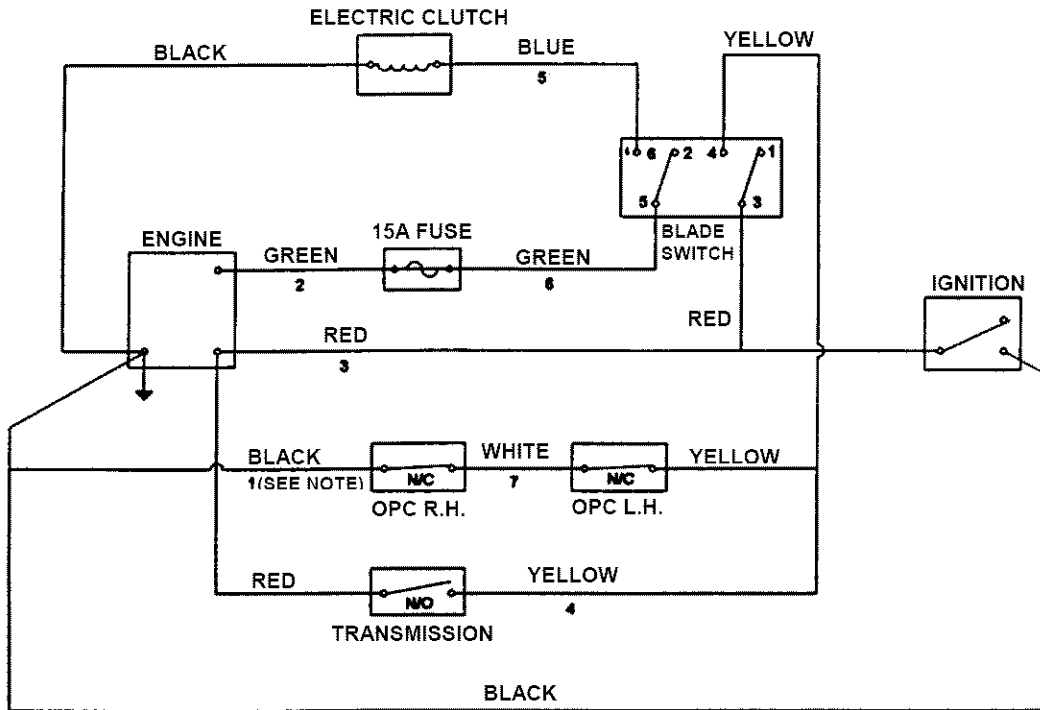 ELECTRIC CLUTCH
BLACK
BLUE
5
YELLOW
6 2 4 1
5 3
BLADE
SWITCH
ENGINE
15A FUSE
GREEN
2
GREEN
6
IGNITION
RED
RED
3
BLACK
1(SEE NOTE)
N/C
OPC R.H.
WHITE
7
N/C
OPC L.H.
YELLOW
RED
N/O
TRANSMISSION
YELLOW
4
BLACK